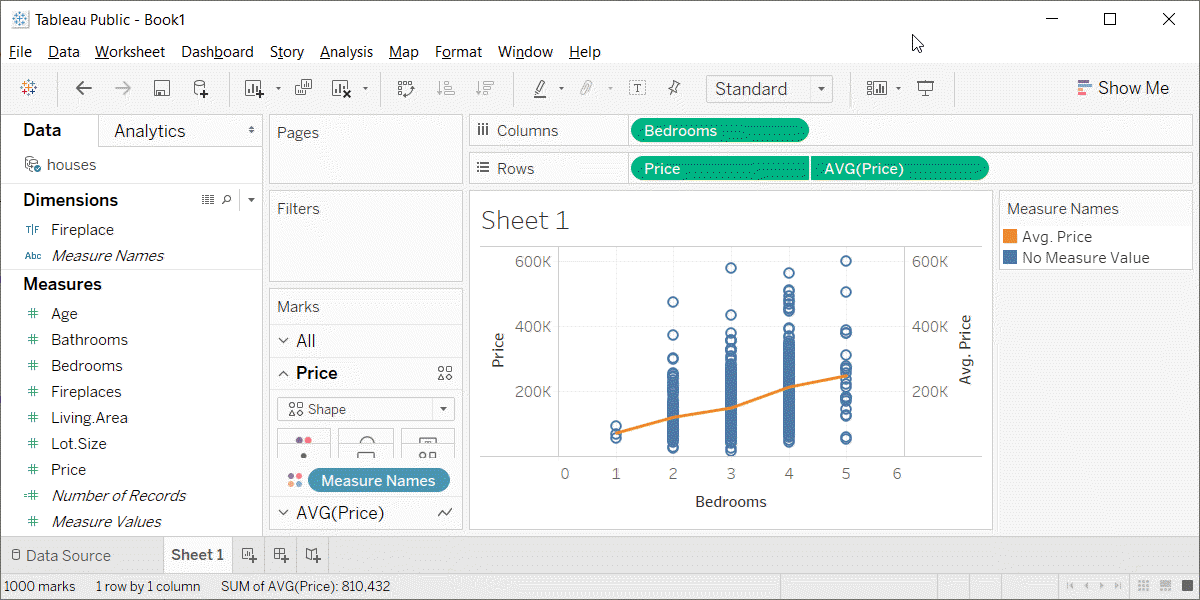 Tableau Public - Book1
File Data Worksheet Dashboard Story Analysis Map Format Window Help
Standard
Show Me
Data Analytics
houses
Dimensions
T|F Fireplace
Abc Measure Names
Measures
# Age
# Bathrooms
# Bedrooms
# Fireplaces
# Living.Area
# Lot.Size
# Price
=# Number of Records
# Measure Values
Pages
Filters
Marks
All
Price
Shape
Measure Names
AVG(Price)
Columns Bedrooms
Rows Price AVG(Price)
Sheet 1
600K
400K
200K
Price
0 1 2 3 4 5 6
Bedrooms
600K
400K
200K
Avg. Price
Measure Names
Avg. Price
No Measure Value
Data Source Sheet 1
1000 marks 1 row by 1 column SUM of AVG(Price): 810,432